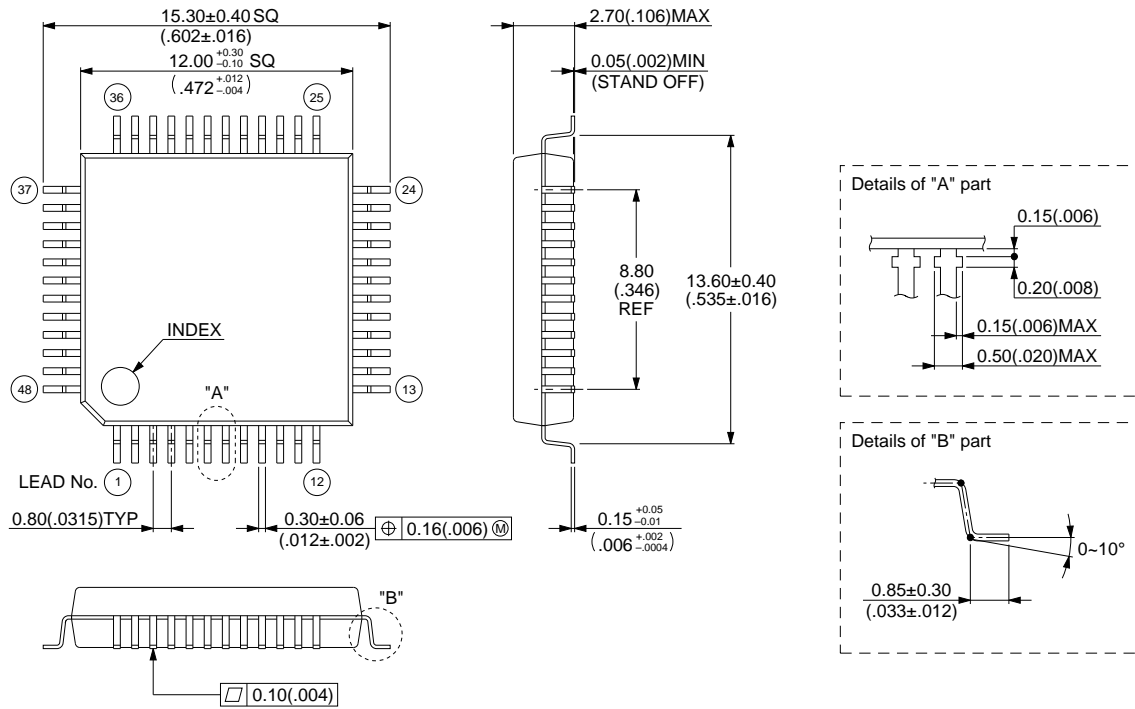 15.30±0.40 SQ
(.602±.016)
12.00 +0.30 −0.10 SQ
(.472 +.012 −.004)
36
25
37
24
INDEX
48
13
"A"
LEAD No.
1
12
0.80(.0315)TYP
0.30±0.06
(.012±.002)
⌖ 0.16(.006) Ⓜ
2.70(.106)MAX
0.05(.002)MIN
(STAND OFF)
8.80
(.346)
REF
13.60±0.40
(.535±.016)
0.15 +0.05 −0.01
(.006 +.002 −.0004)
"B"
⏥ 0.10(.004)
Details of "A" part
0.15(.006)
0.20(.008)
0.15(.006)MAX
0.50(.020)MAX
Details of "B" part
0~10°
0.85±0.30
(.033±.012)